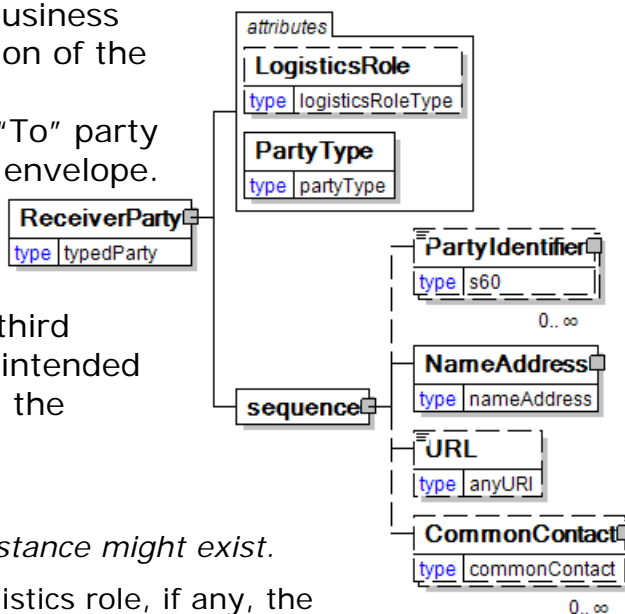 usiness
on of the
"To" party
envelope.
third
intended
the
stance might exist.
istics role, if any, the
attributes
LogisticsRole
type logisticsRoleType
PartyType
type partyType
ReceiverParty
type typedParty
sequence
PartyIdentifier
type s60
0.. ∞
NameAddress
type nameAddress
URL
type anyURI
CommonContact
type commonContact
0.. ∞